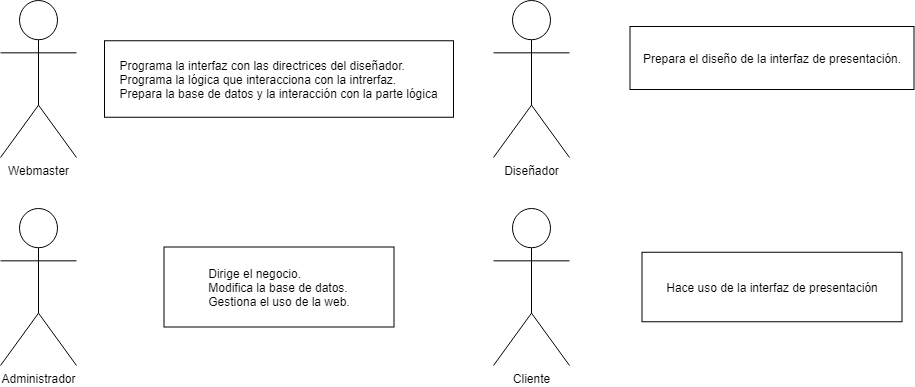 Programa la interfaz con las directrices del diseñador.
Programa la lógica que interacciona con la intrerfaz.
Prepara la base de datos y la interacción con la parte lógica
Webmaster
Prepara el diseño de la interfaz de presentación.
Diseñador
Dirige el negocio.
Modifica la base de datos.
Gestiona el uso de la web.
Administrador
Hace uso de la interfaz de presentación
Cliente